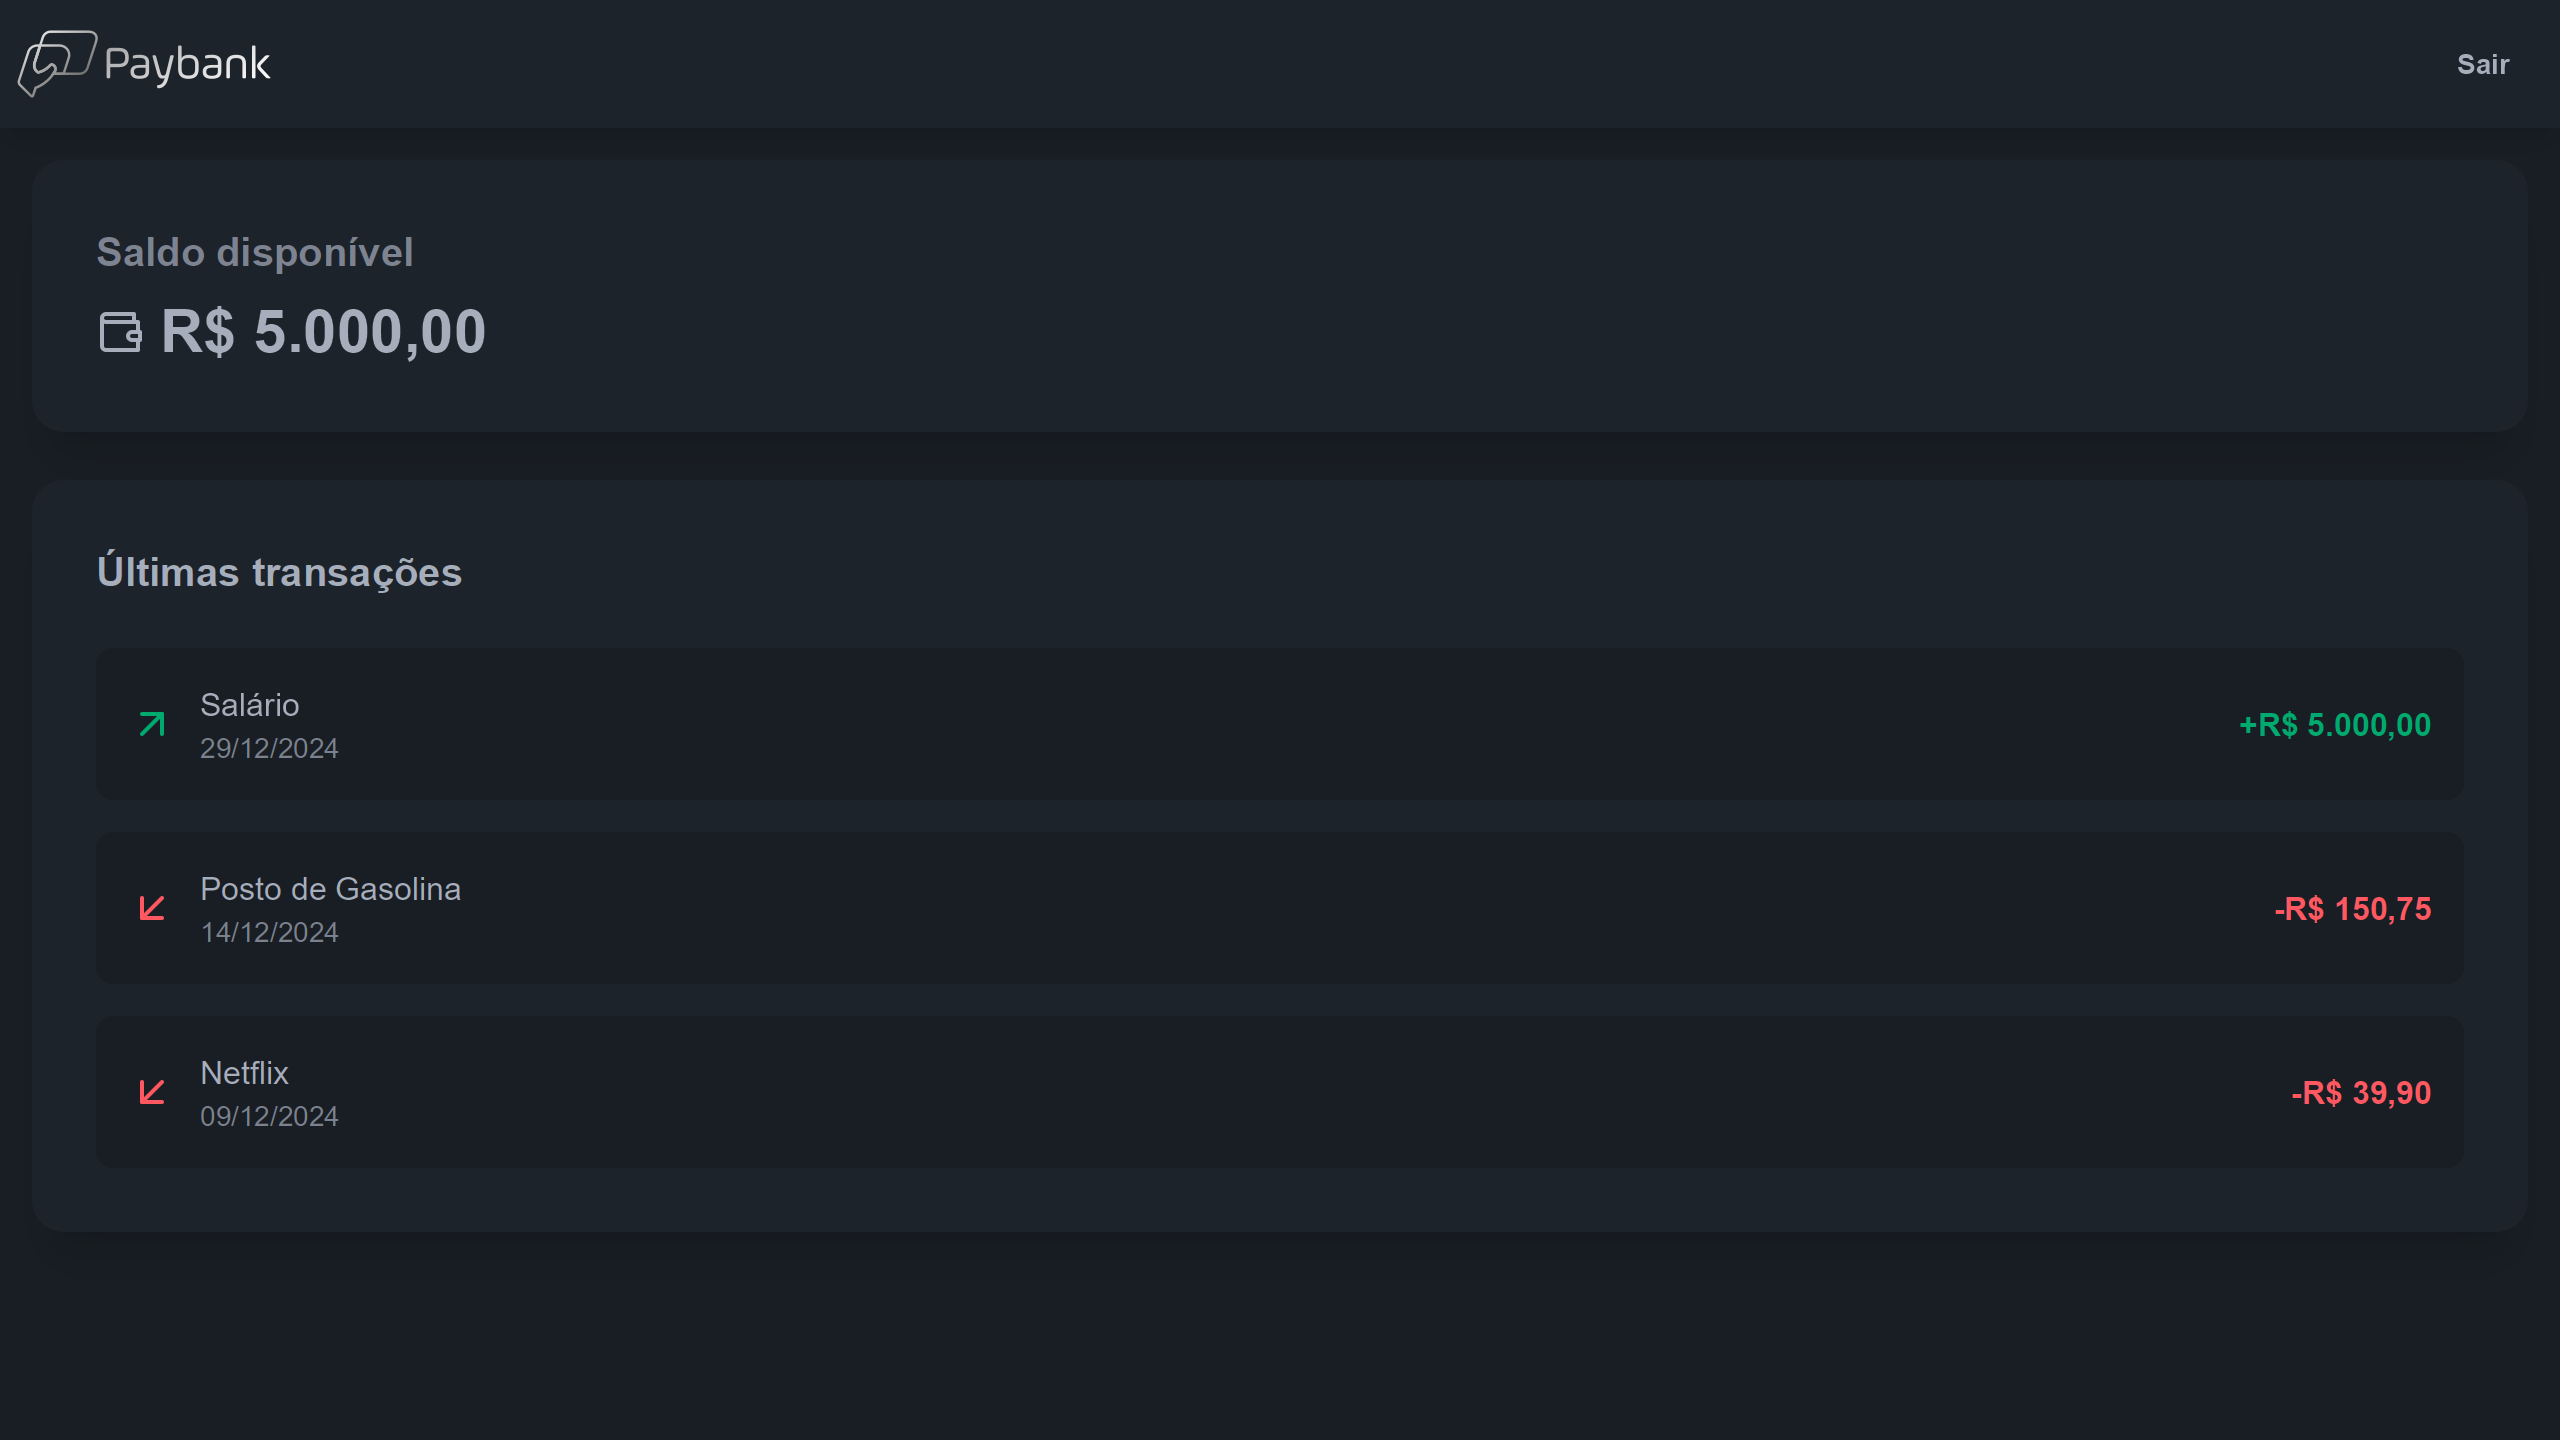 Paybank
Sair
Saldo disponível
R$ 5.000,00
Últimas transações
Salário
29/12/2024
+R$ 5.000,00
Posto de Gasolina
14/12/2024
-R$ 150,75
Netflix
09/12/2024
-R$ 39,90